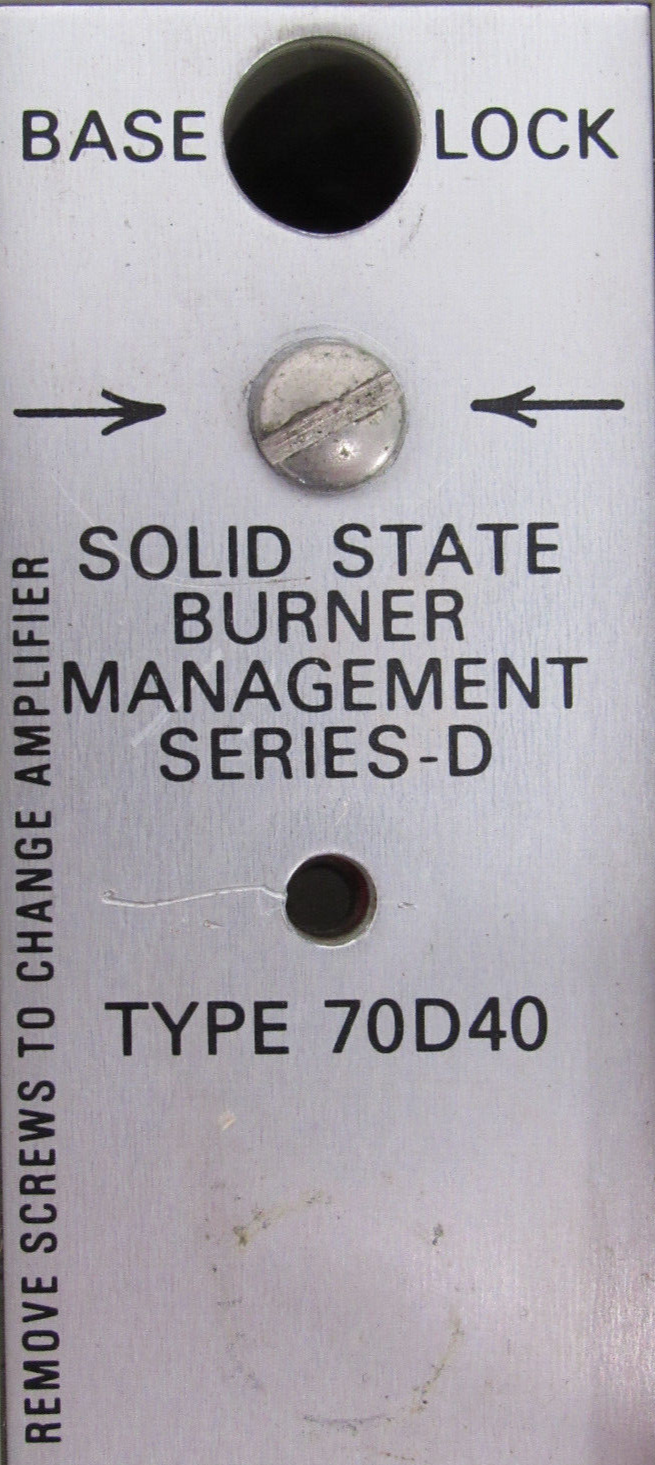 BASE LOCK
SOLID STATE
BURNER
MANAGEMENT
SERIES-D
TYPE 70D40
REMOVE SCREWS TO CHANGE AMPLIFIER